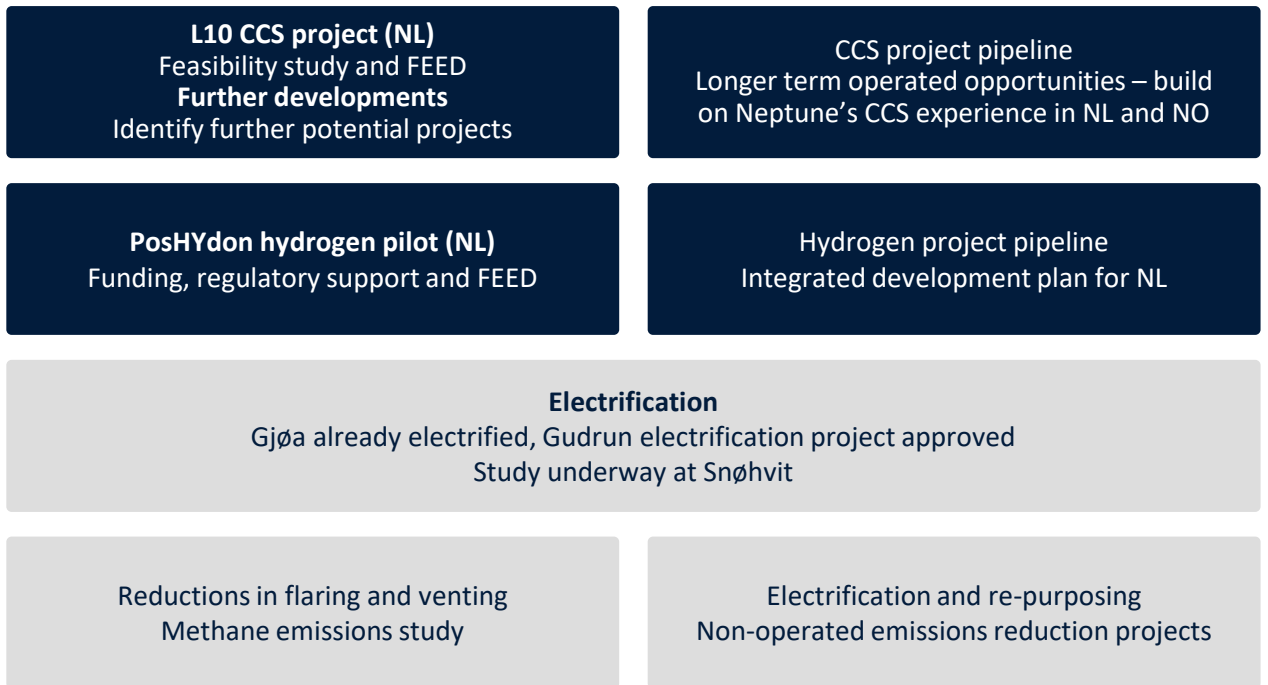 L10 CCS project (NL)
Feasibility study and FEED
Further developments
Identify further potential projects
CCS project pipeline
Longer term operated opportunities – build
on Neptune's CCS experience in NL and NO
PosHYdon hydrogen pilot (NL)
Funding, regulatory support and FEED
Hydrogen project pipeline
Integrated development plan for NL
Electrification
Gjøa already electrified, Gudrun electrification project approved
Study underway at Snøhvit
Reductions in flaring and venting
Methane emissions study
Electrification and re-purposing
Non-operated emissions reduction projects